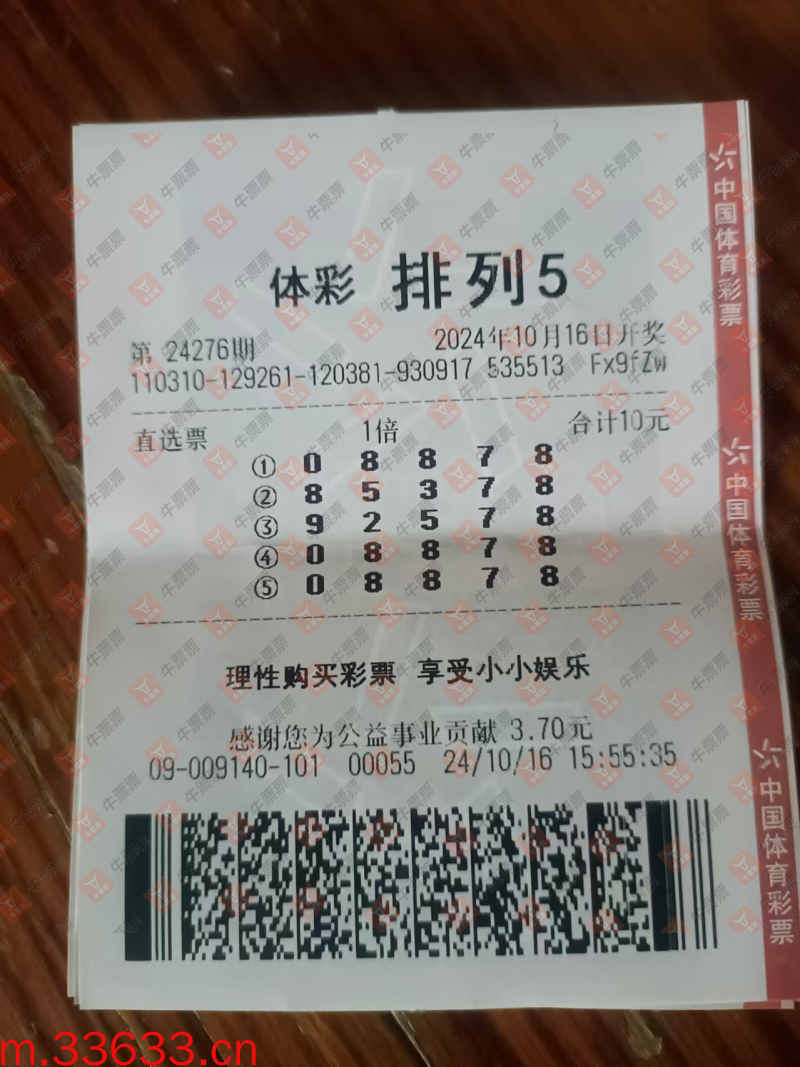 体彩 排列5
第 24276期 2024年10月16日开奖
110310-129261-120381-930917 535513 Fx9fZw
直选票 1倍 合计10元
① 0 8 8 7 8
② 8 5 3 7 8
③ 9 2 5 7 8
④ 0 8 8 7 8
⑤ 0 8 8 7 8
理性购买彩票 享受小小娱乐
感谢您为公益事业贡献 3.70元
09-009140-101 00055 24/10/16 15:55:35
中国体育彩票
中国体育彩票
中国体育彩票
牛票票
m.33633.cn